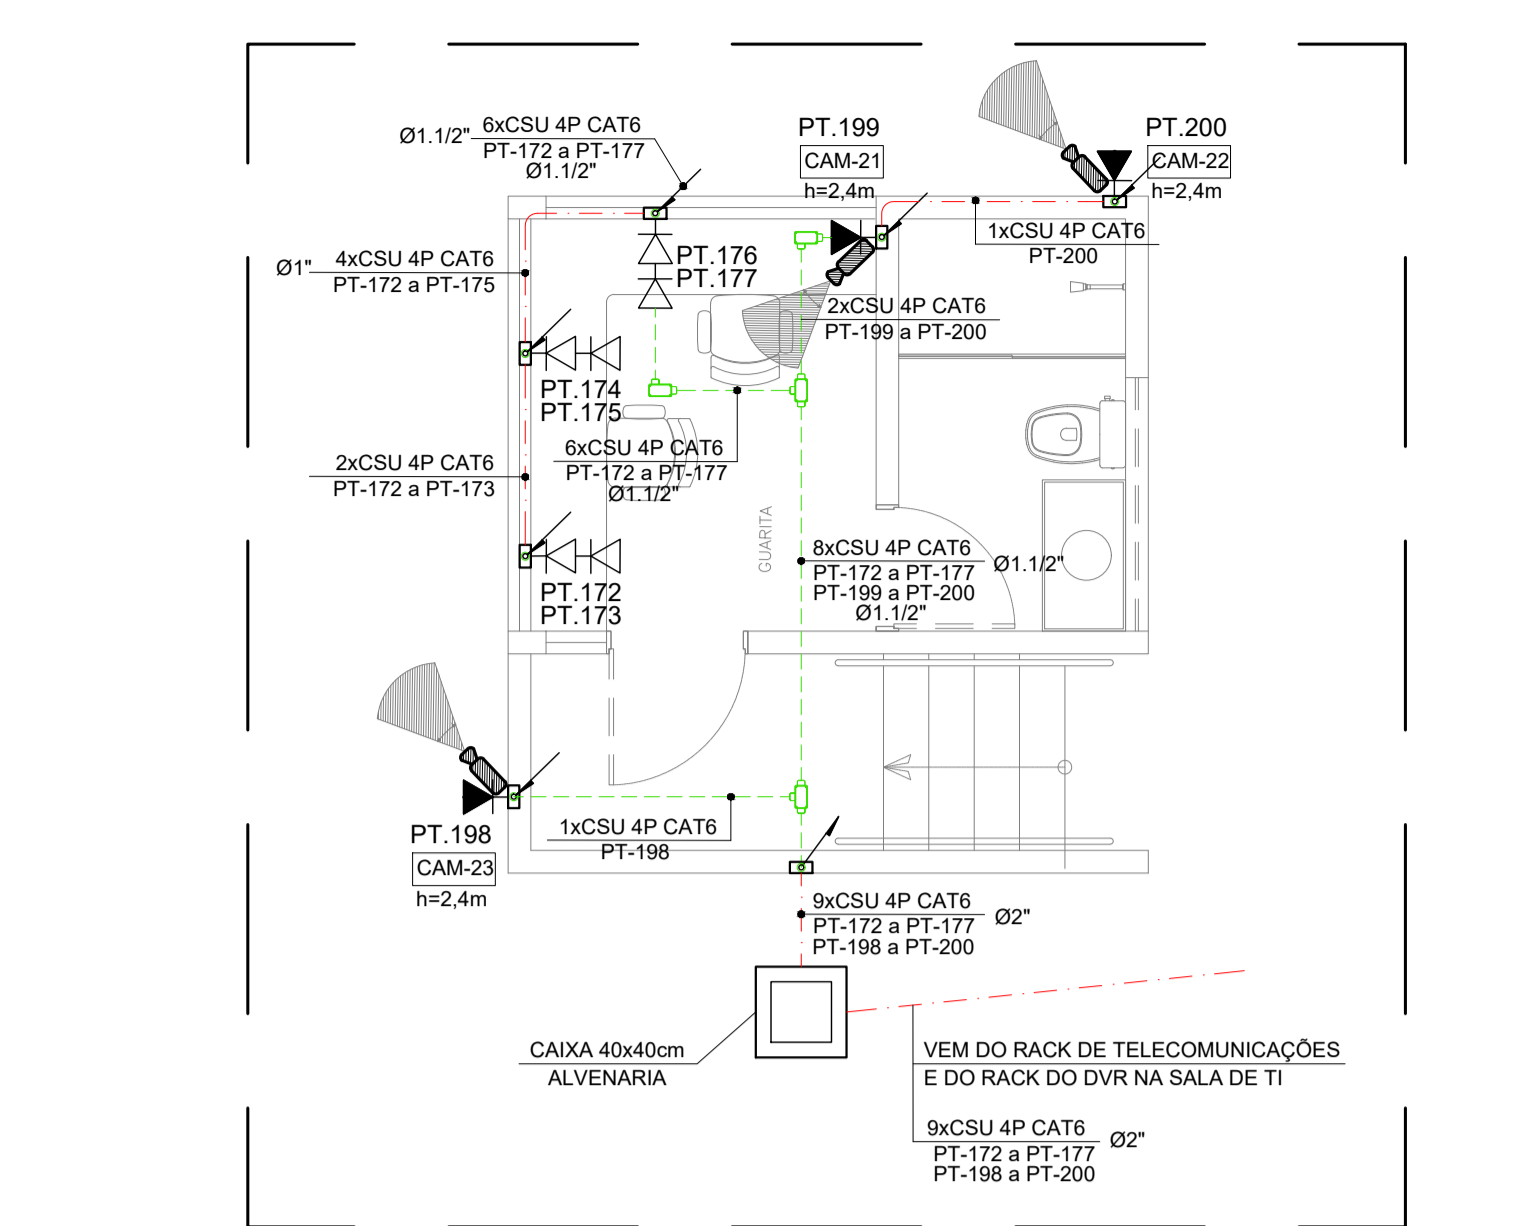 6xCSU 4P CAT6
Ø1.1/2"
PT-172 a PT-177
Ø1.1/2"
PT.199
CAM-21
h=2,4m
PT.200
CAM-22
h=2,4m
1xCSU 4P CAT6
PT-200
Ø1"
4xCSU 4P CAT6
PT-172 a PT-175
PT.176
PT.177
2xCSU 4P CAT6
PT-199 a PT-200
PT.174
PT.175
6xCSU 4P CAT6
PT-172 a PT-177
Ø1.1/2"
2xCSU 4P CAT6
PT-172 a PT-173
GUARITA
8xCSU 4P CAT6
Ø1.1/2"
PT-172 a PT-177
PT-199 a PT-200
Ø1.1/2"
PT.172
PT.173
1xCSU 4P CAT6
PT-198
PT.198
CAM-23
h=2,4m
9xCSU 4P CAT6
Ø2"
PT-172 a PT-177
PT-198 a PT-200
CAIXA 40x40cm
ALVENARIA
VEM DO RACK DE TELECOMUNICAÇÕES
E DO RACK DO DVR NA SALA DE TI
9xCSU 4P CAT6
Ø2"
PT-172 a PT-177
PT-198 a PT-200